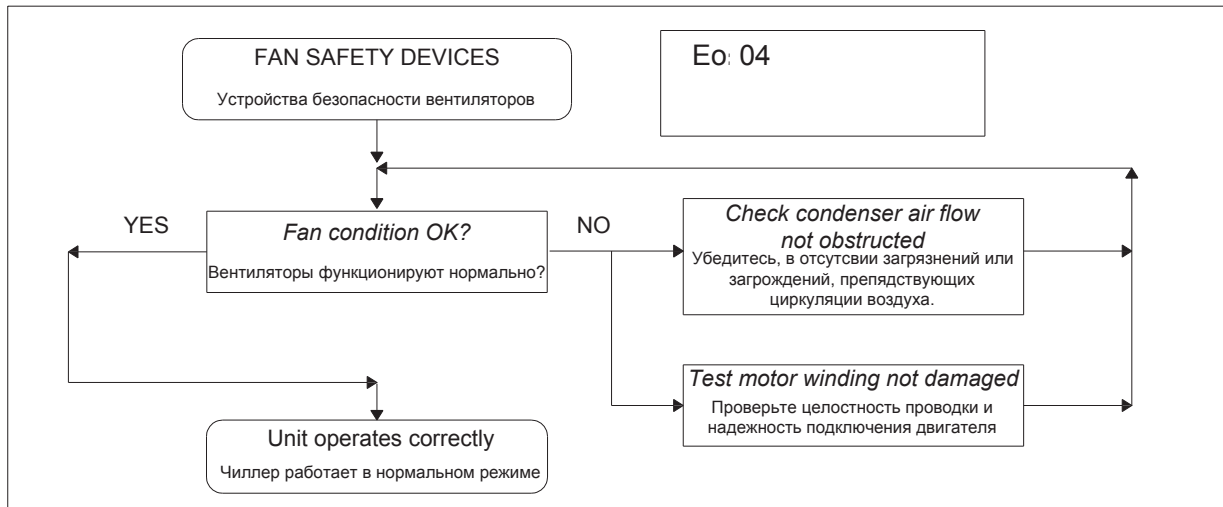 FAN SAFETY DEVICES
Устройства безопасности вентиляторов
Eo: 04
YES
Fan condition OK?
Вентиляторы функционируют нормально?
NO
Check condenser air flow
not obstructed
Убедитесь, в отсутсвии загрязнений или
загрождений, препядствующих
циркуляции воздуха.
Test motor winding not damaged
Проверьте целостность проводки и
надежность подключения двигателя
Unit operates correctly
Чиллер работает в нормальном режиме